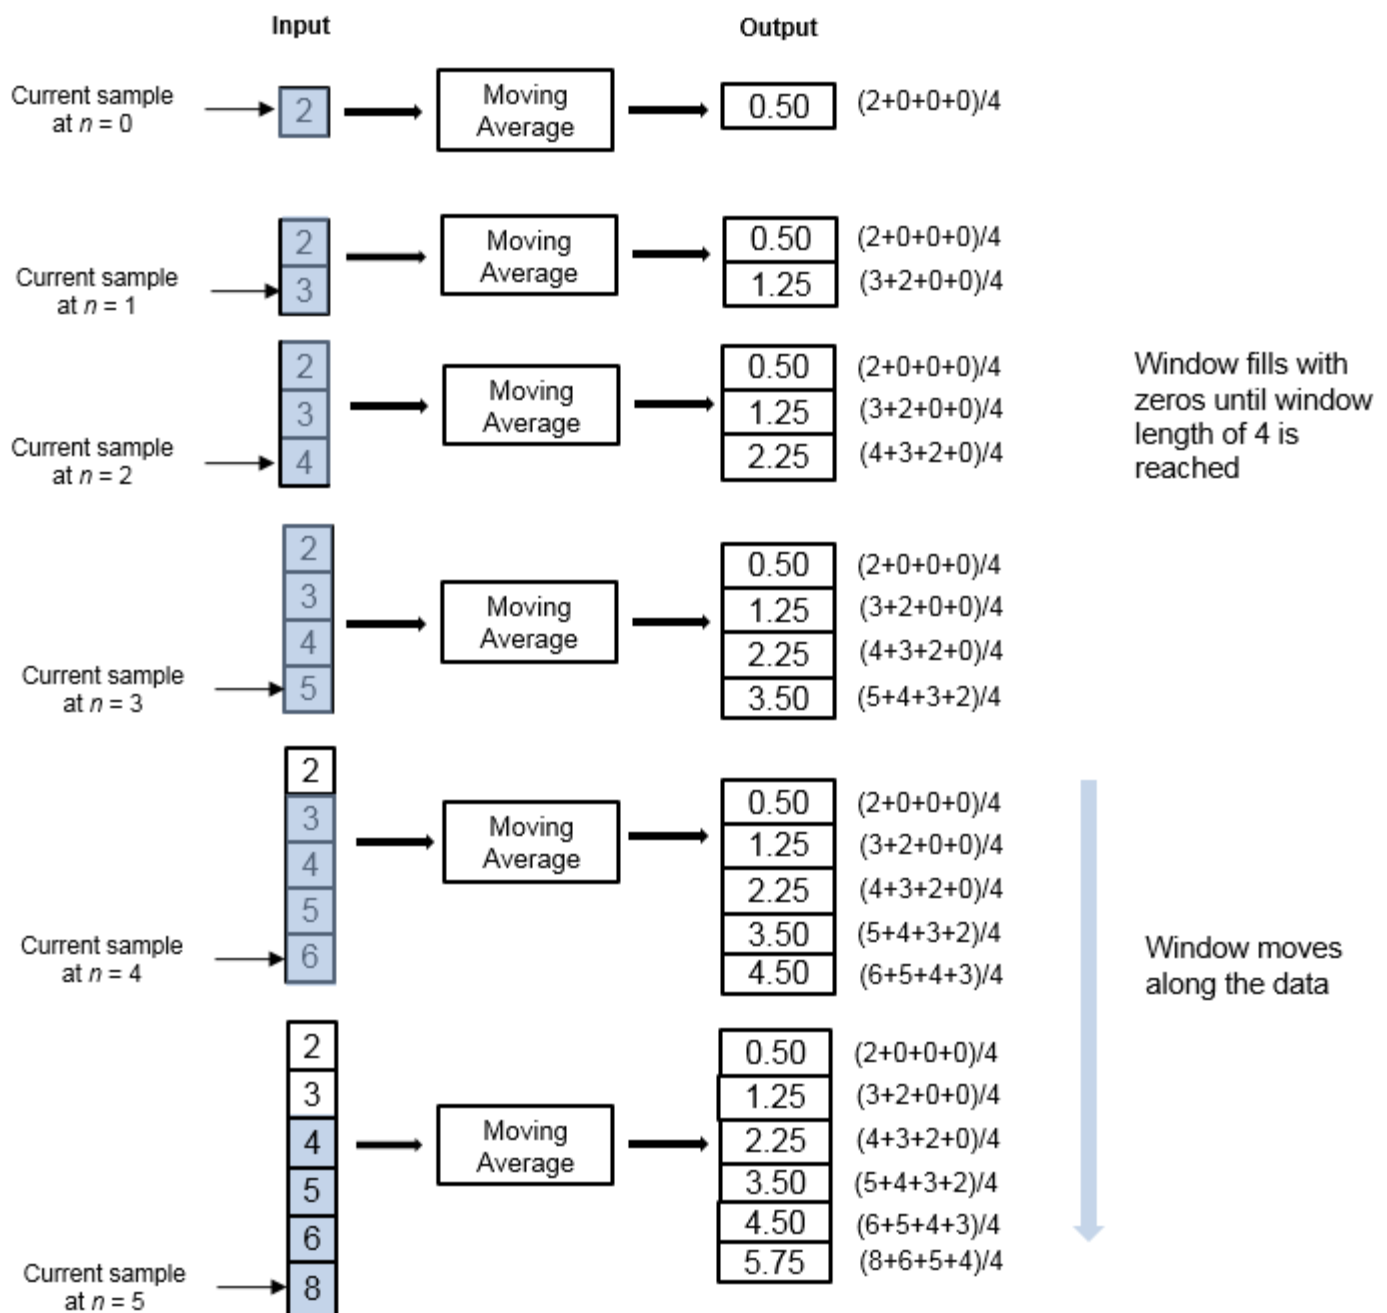 Input
Output
Current sample
at n = 0
2
Moving
Average
0.50
(2+0+0+0)/4
Current sample
at n = 1
2
3
Moving
Average
0.50
(2+0+0+0)/4
1.25
(3+2+0+0)/4
Current sample
at n = 2
2
3
4
Moving
Average
0.50
(2+0+0+0)/4
1.25
(3+2+0+0)/4
2.25
(4+3+2+0)/4
Window fills with
zeros until window
length of 4 is
reached
Current sample
at n = 3
2
3
4
5
Moving
Average
0.50
(2+0+0+0)/4
1.25
(3+2+0+0)/4
2.25
(4+3+2+0)/4
3.50
(5+4+3+2)/4
Current sample
at n = 4
2
3
4
5
6
Moving
Average
0.50
(2+0+0+0)/4
1.25
(3+2+0+0)/4
2.25
(4+3+2+0)/4
3.50
(5+4+3+2)/4
4.50
(6+5+4+3)/4
Window moves
along the data
Current sample
at n = 5
2
3
4
5
6
8
Moving
Average
0.50
(2+0+0+0)/4
1.25
(3+2+0+0)/4
2.25
(4+3+2+0)/4
3.50
(5+4+3+2)/4
4.50
(6+5+4+3)/4
5.75
(8+6+5+4)/4